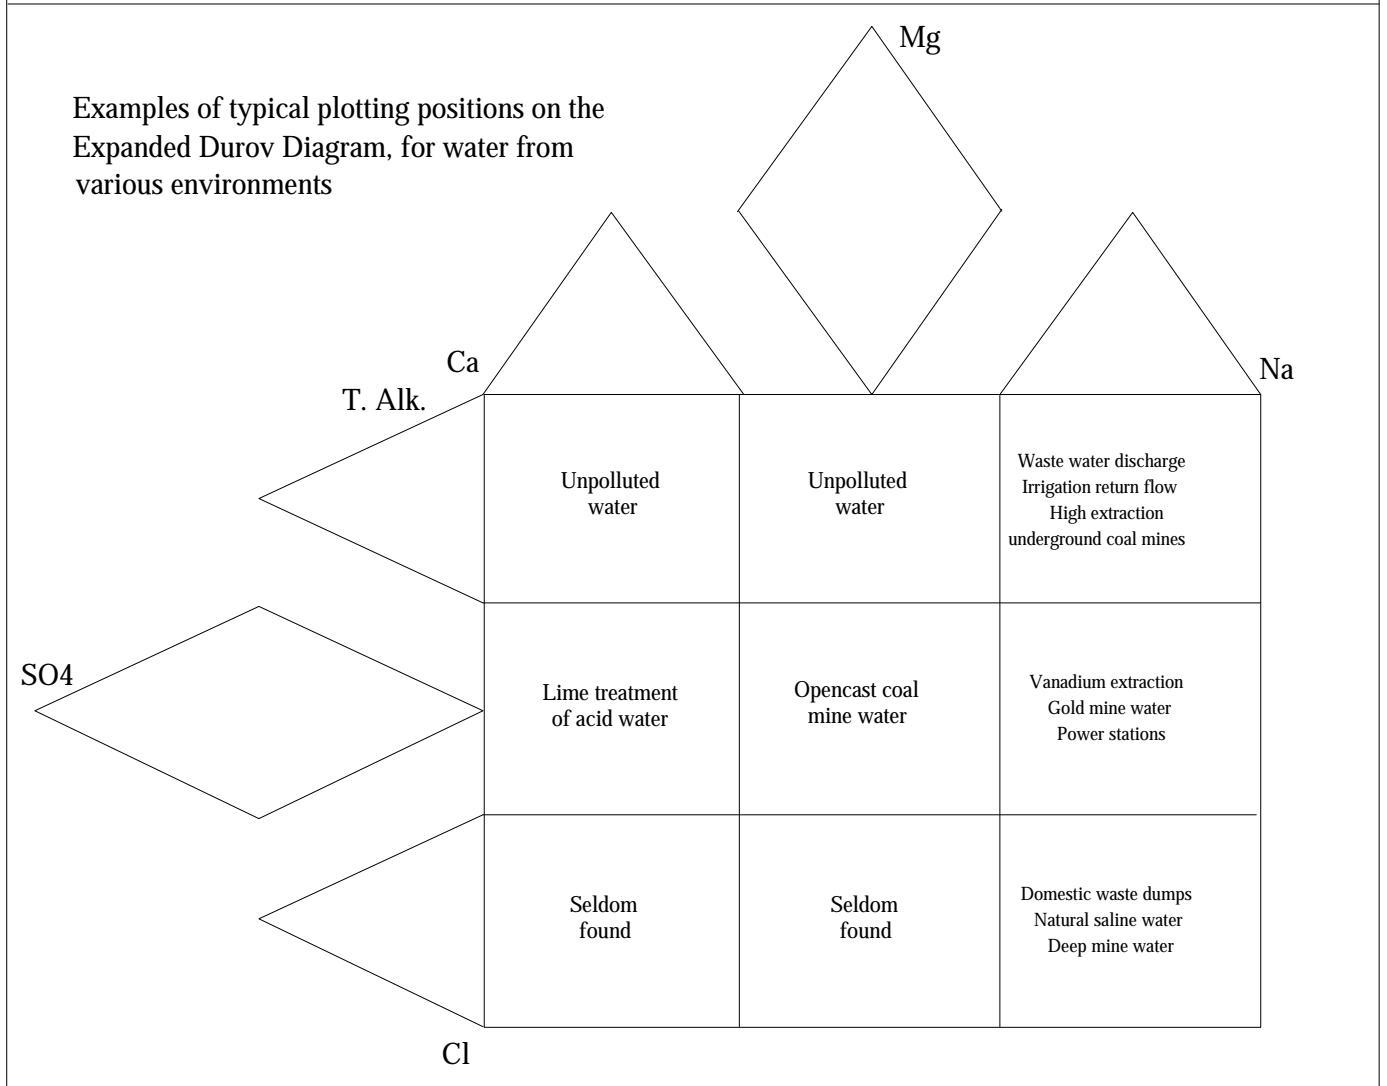 Mg
Examples of typical plotting positions on the
Expanded Durov Diagram, for water from
various environments
Ca
Na
T. Alk.
Unpolluted
water
Unpolluted
water
Waste water discharge
Irrigation return flow
High extraction
underground coal mines
SO4
Lime treatment
of acid water
Opencast coal
mine water
Vanadium extraction
Gold mine water
Power stations
Seldom
found
Seldom
found
Domestic waste dumps
Natural saline water
Deep mine water
Cl